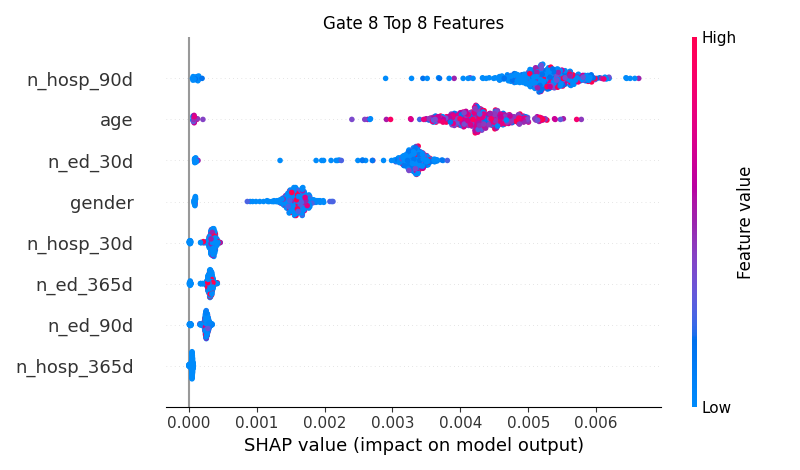 Gate 8 Top 8 Features
High
n_hosp_90d
age
n_ed_30d
gender
n_hosp_30d
n_ed_365d
n_ed_90d
n_hosp_365d
Feature value
Low
0.000 0.001 0.002 0.003 0.004 0.005 0.006
SHAP value (impact on model output)